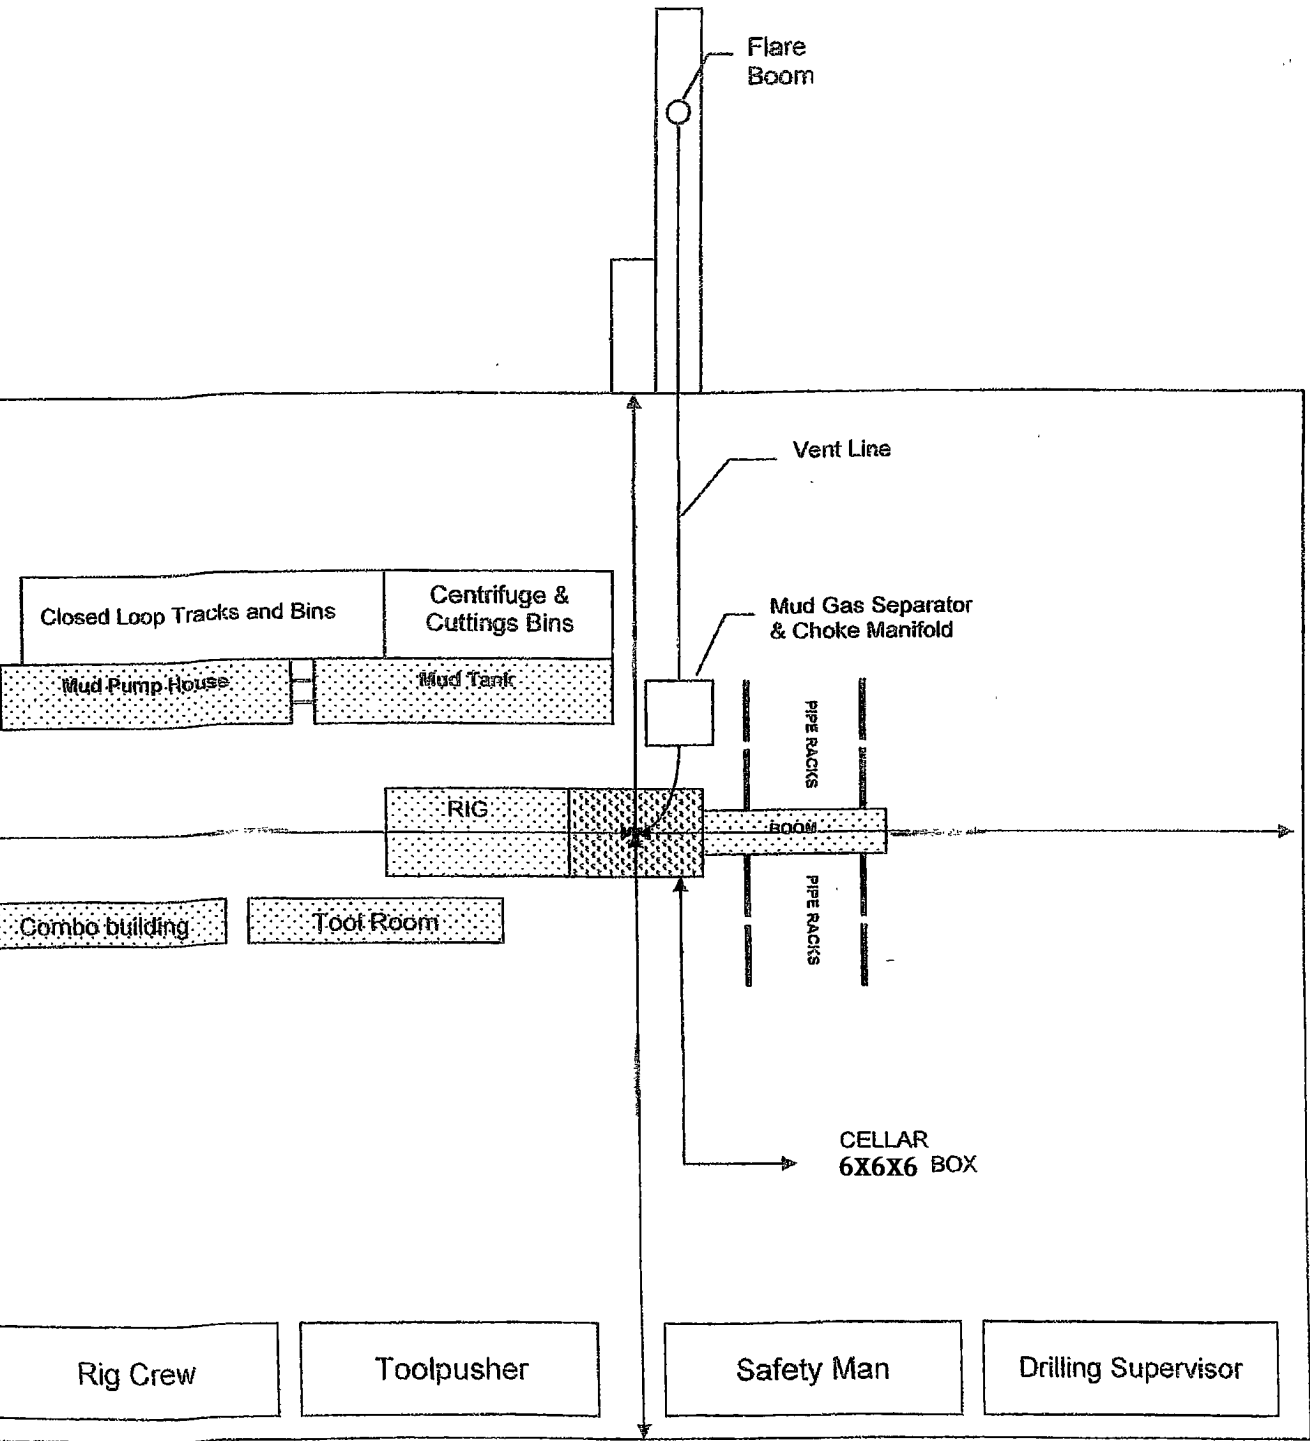 Flare
Boom
Vent Line
Closed Loop Tracks and Bins
Centrifuge &
Cuttings Bins
Mud Gas Separator
& Choke Manifold
Mud Pump House
Mud Tank
PIPE RACKS
RIG
BOOM
PIPE RACKS
Combo building
Tool Room
CELLAR
6X6X6 BOX
Rig Crew
Toolpusher
Safety Man
Drilling Supervisor